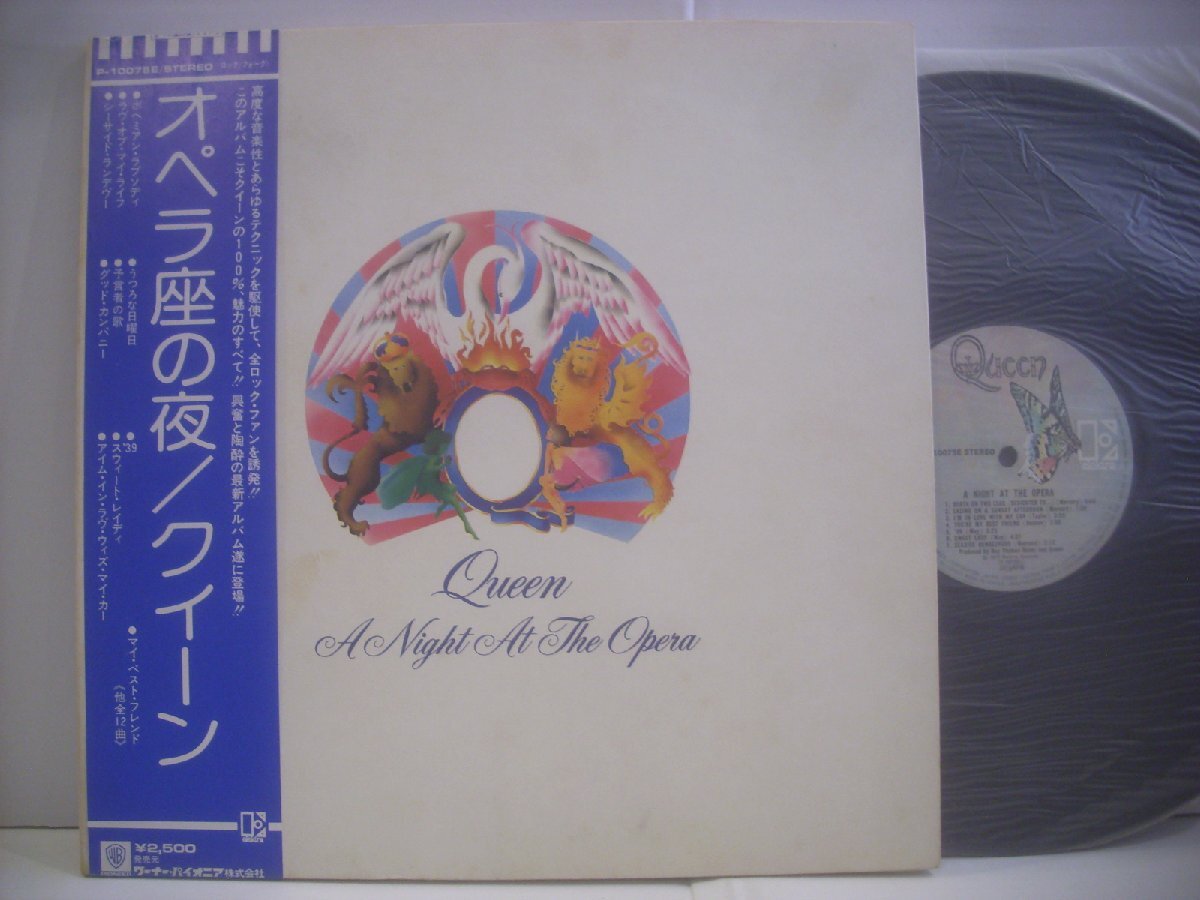 P-10075E/STEREO ロック(フォーク)
高度な音楽性とあらゆるテクニックを駆使して、全ロック・ファンを誘発!!
このアルバムこそクイーンの100%、魅力のすべて!! 興奮と陶酔の最新アルバム遂に登場!!
オペラ座の夜/クイーン
●ボヘミアン・ラプソディ
●ラヴ・オブ・マイ・ライフ
●シーサイド・ランデヴー
●うつろな日曜日
●予言者の歌
●グッド・カンパニー
●'39
●スウィート・レイディ
●アイム・イン・ラヴ・ウィズ・マイ・カー
●マイ・ベスト・フレンド
《他全12曲》
¥2,500
発売元
ワーナー・パイオニア株式会社
Queen
A Night At The Opera
Queen
10075E STEREO
A NIGHT AT THE OPERA